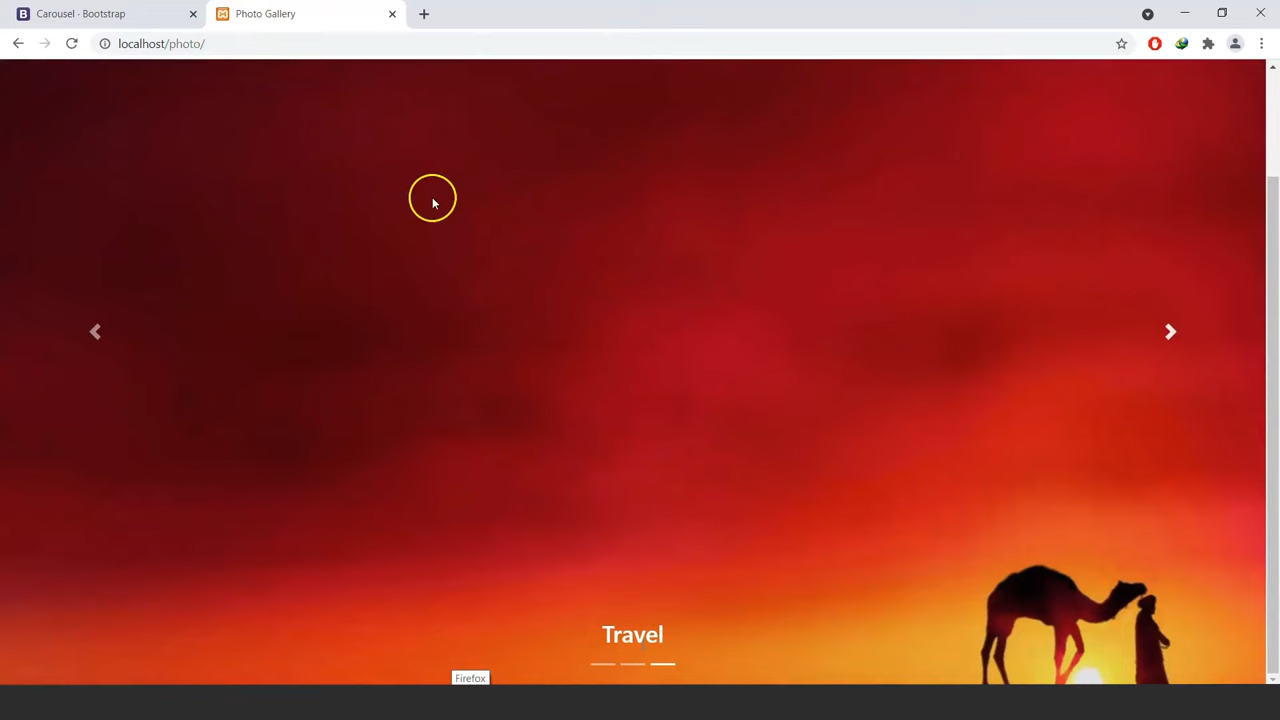 Carousel · Bootstrap
Photo Gallery
localhost/photo/
Travel
Firefox